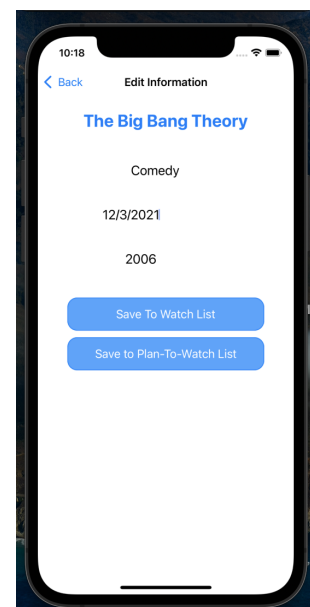 10:18
Back Edit Information
The Big Bang Theory
Comedy
12/3/2021
2006
Save To Watch List
Save to Plan-To-Watch List